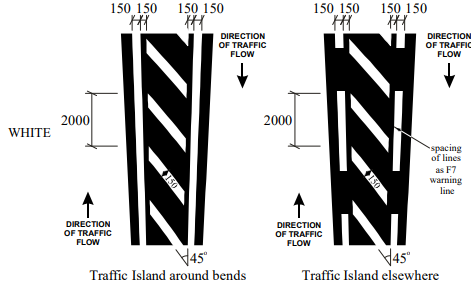 150 150 150 150
150 150 150 150
DIRECTION
OF TRAFFIC
FLOW
DIRECTION
OF TRAFFIC
FLOW
2000
2000
WHITE
spacing
of lines
as F7
warning
line
150
150
DIRECTION
OF TRAFFIC
FLOW
DIRECTION
OF TRAFFIC
FLOW
45°
45°
Traffic Island around bends
Traffic Island elsewhere